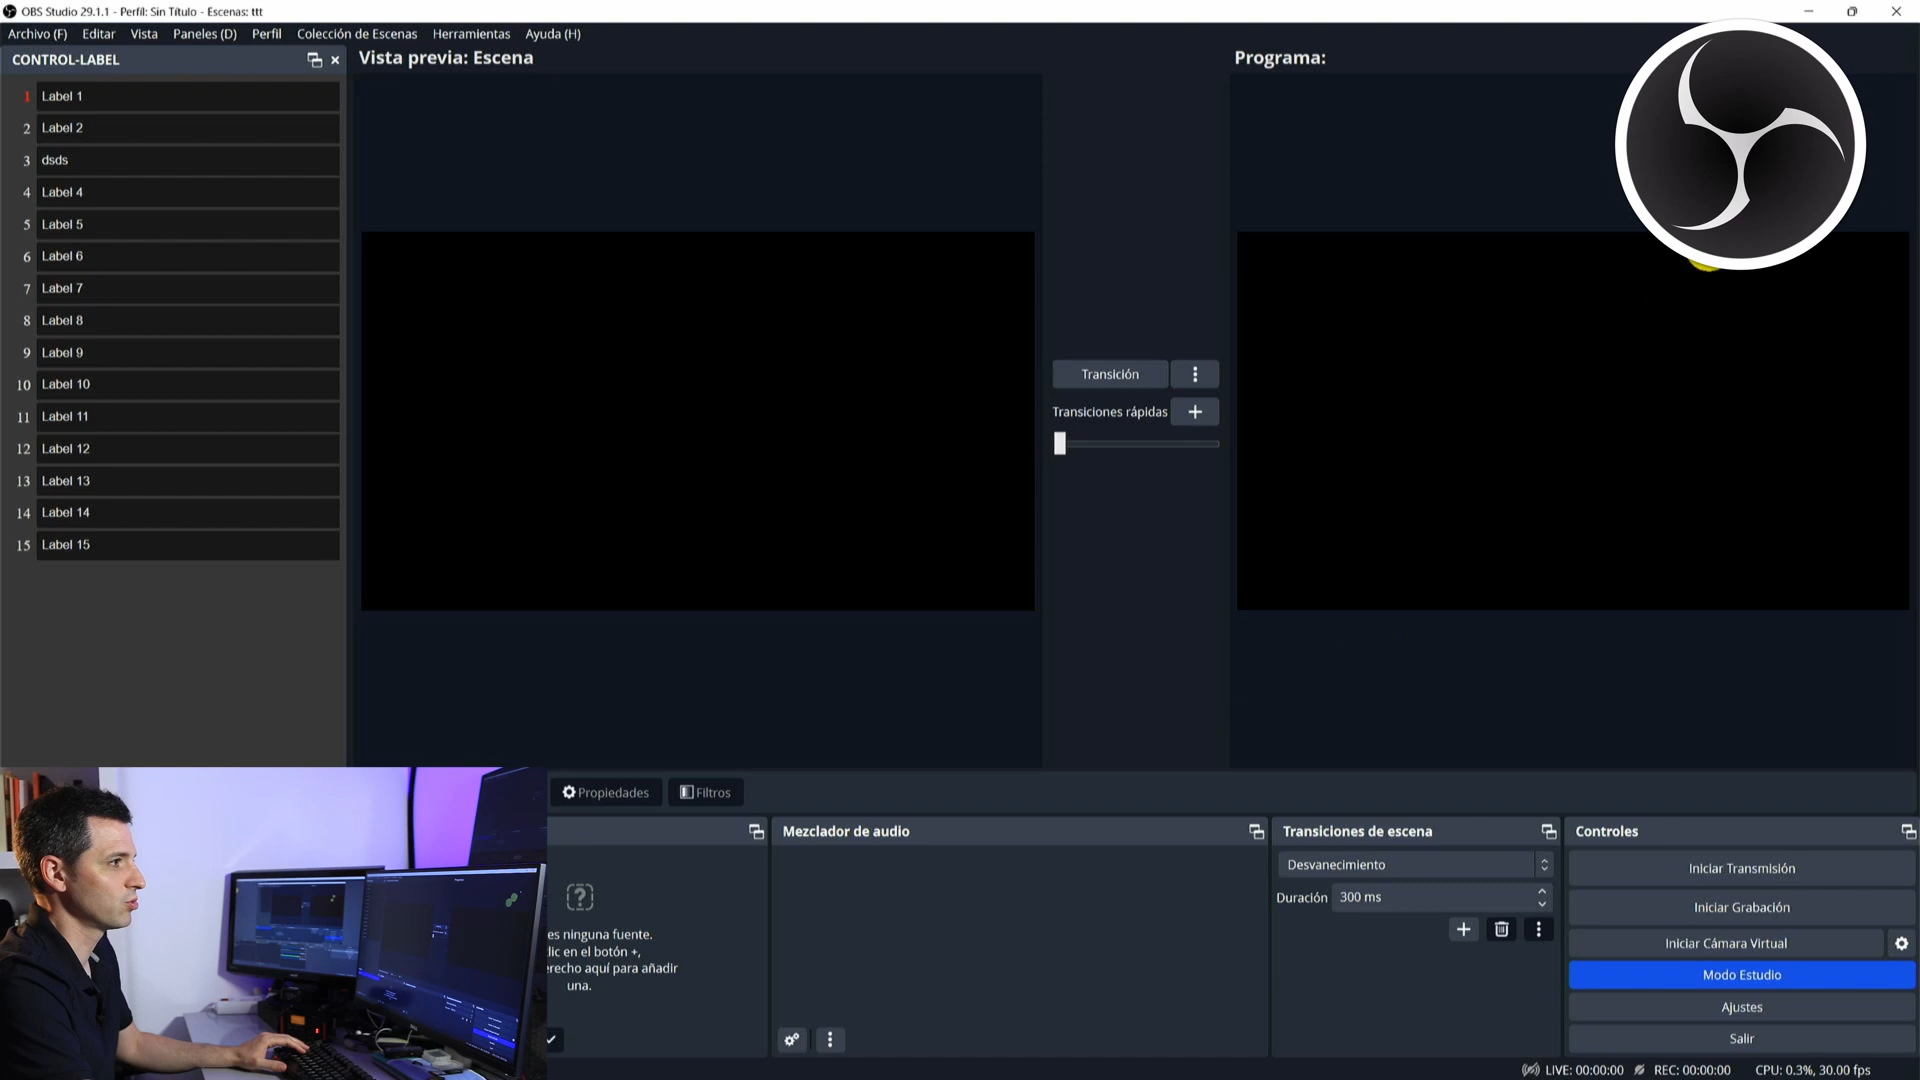 OBS Studio 29.1.1 - Perfil: Sin Título - Escenas: ttt
Archivo (F) Editar Vista Paneles (D) Perfil Colección de Escenas Herramientas Ayuda (H)
CONTROL-LABEL
1 Label 1
2 Label 2
3 dsds
4 Label 4
5 Label 5
6 Label 6
7 Label 7
8 Label 8
9 Label 9
10 Label 10
11 Label 11
12 Label 12
13 Label 13
14 Label 14
15 Label 15
Vista previa: Escena
Transición
Transiciones rápidas
Programa:
Propiedades Filtros
es ninguna fuente.
lic en el botón +,
recho aquí para añadir
una.
Mezclador de audio
Transiciones de escena
Desvanecimiento
Duración 300 ms
Controles
Iniciar Transmisión
Iniciar Grabación
Iniciar Cámara Virtual
Modo Estudio
Ajustes
Salir
LIVE: 00:00:00 REC: 00:00:00 CPU: 0.3%, 30.00 fps